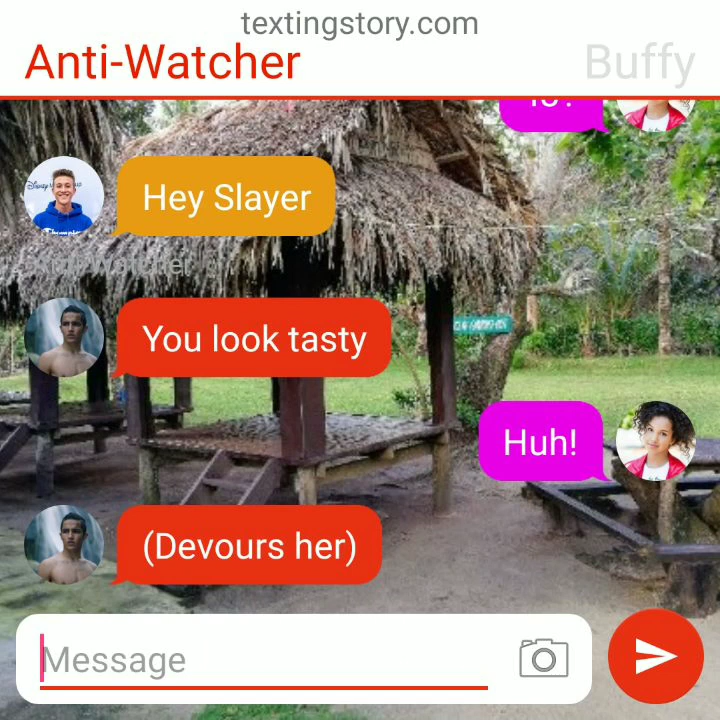 textingstory.com
Anti-Watcher
Buffy
Hey Slayer
You look tasty
Huh!
(Devours her)
Message